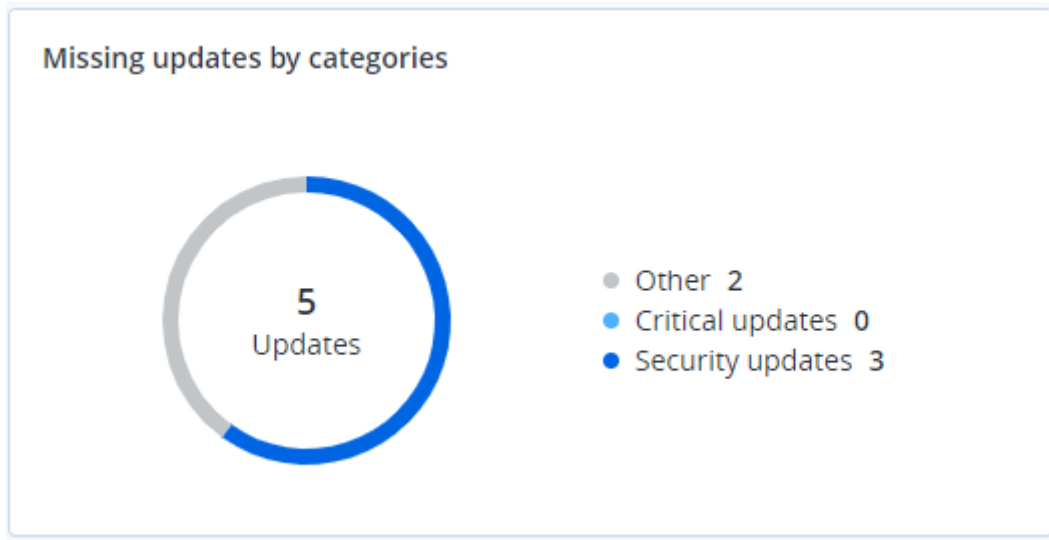 Missing updates by categories
5
Updates
Other 2
Critical updates 0
Security updates 3